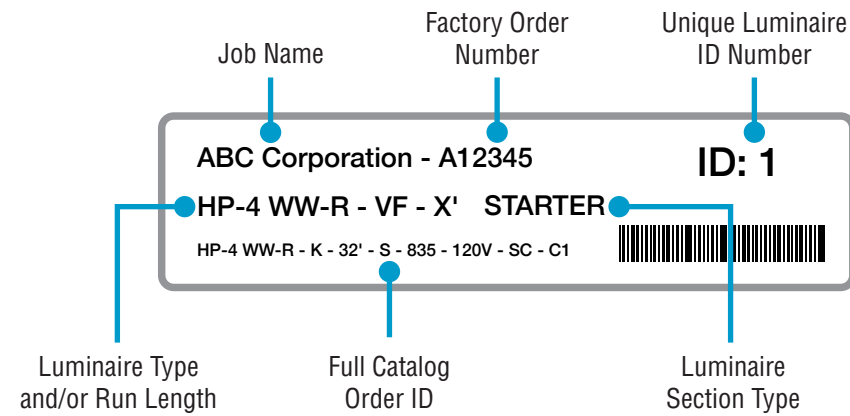 Job Name
Factory Order
Number
Unique Luminaire
ID Number
ABC Corporation - A12345
ID: 1
HP-4 WW-R - VF - X' STARTER
HP-4 WW-R - K - 32' - S - 835 - 120V - SC - C1
Luminaire Type
and/or Run Length
Full Catalog
Order ID
Luminaire
Section Type